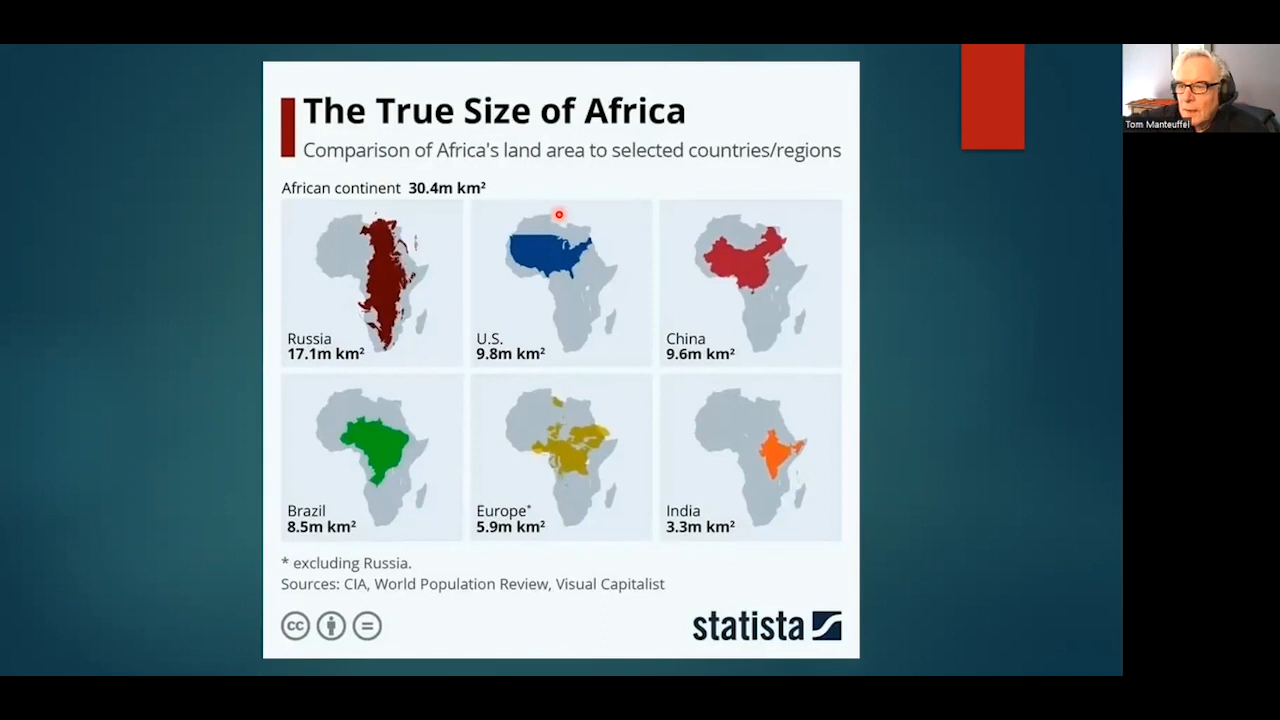 The True Size of Africa
Comparison of Africa's land area to selected countries/regions
African continent 30.4m km²
Russia
17.1m km²
U.S.
9.8m km²
China
9.6m km²
Brazil
8.5m km²
Europe*
5.9m km²
India
3.3m km²
* excluding Russia.
Sources: CIA, World Population Review, Visual Capitalist
cc
statista
Tom Manteuffel